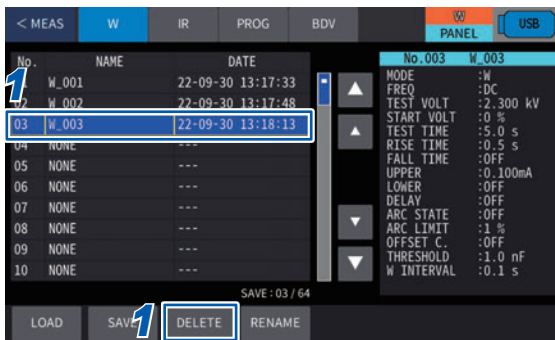 < MEAS W IR PROG BDV W PANEL USB
No. NAME DATE
1
W_001 22-09-30 13:17:33
02 W_002 22-09-30 13:17:48
03 W_003 22-09-30 13:18:13
04 NONE ---
05 NONE ---
06 NONE ---
07 NONE ---
08 NONE ---
09 NONE ---
10 NONE ---
SAVE : 03 / 64
No.003 W_003
MODE :W
FREQ :DC
TEST VOLT :2.300 kV
START VOLT :0 %
TEST TIME :5.0 s
RISE TIME :0.5 s
FALL TIME :OFF
UPPER :0.100mA
LOWER :OFF
DELAY :OFF
ARC STATE :OFF
ARC LIMIT :1 %
OFFSET C. :OFF
THRESHOLD :1.0 nF
W INTERVAL :0.1 s
LOAD SAVE 1 DELETE RENAME